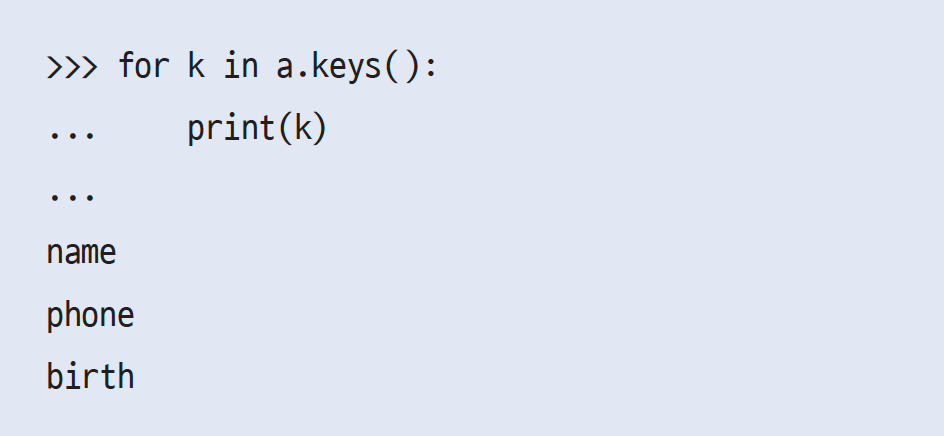 >>> for k in a.keys():
...     print(k)
...
name
phone
birth